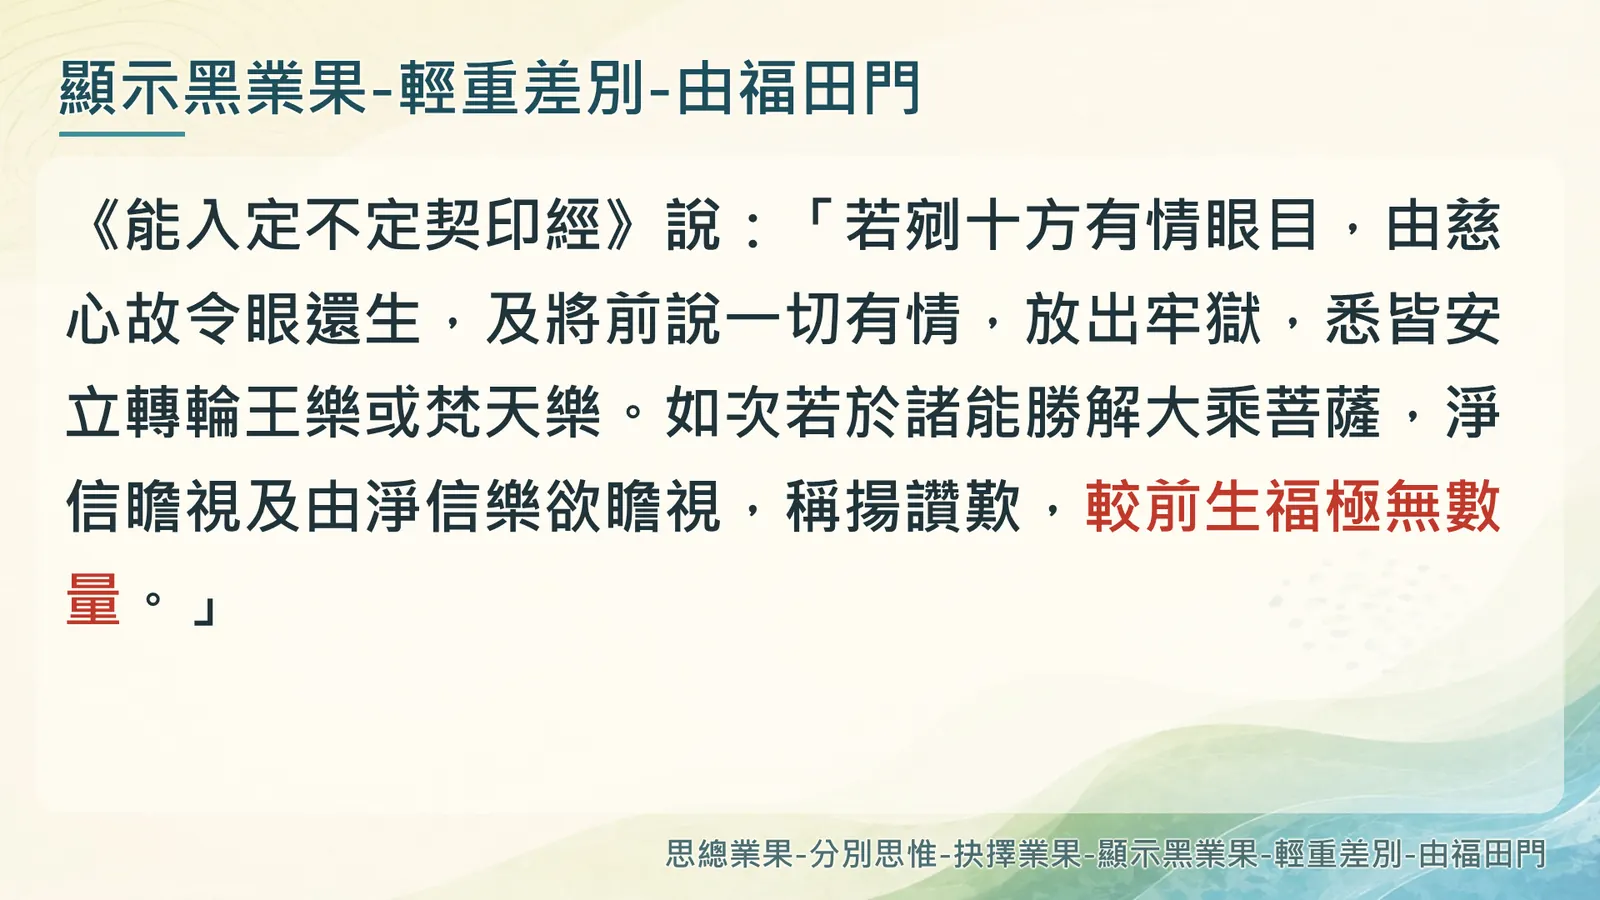 顯示黑業果-輕重差別-由福田門
《能入定不定契印經》說：「若剜十方有情眼目，由慈
心故令眼還生，及將前說一切有情，放出牢獄，悉皆安
立轉輪王樂或梵天樂。如次若於諸能勝解大乘菩薩，淨
信瞻視及由淨信樂欲瞻視，稱揚讚歎，較前生福極無數
量。」
思總業果-分別思惟-抉擇業果-顯示黑業果-輕重差別-由福田門